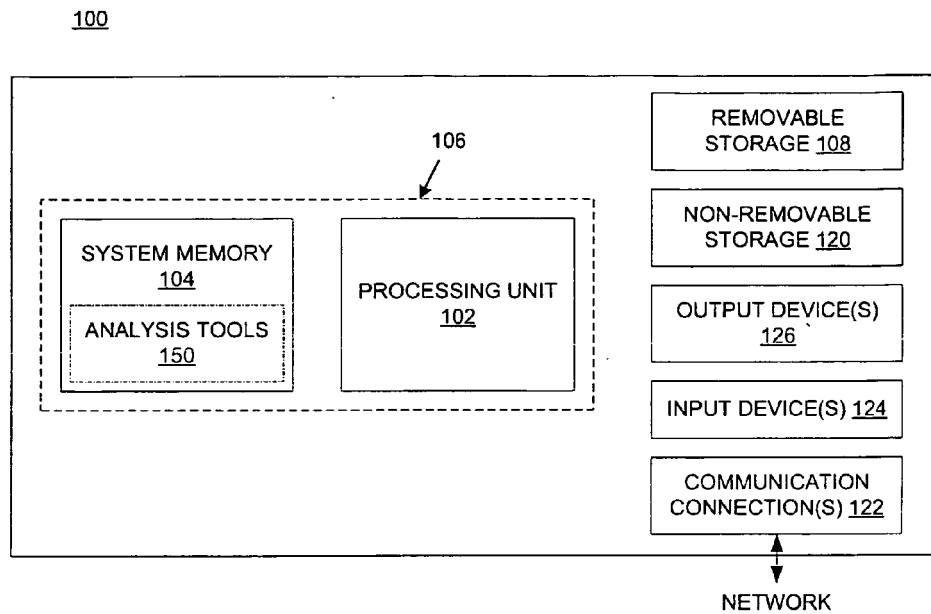 100
106
SYSTEM MEMORY
104
ANALYSIS TOOLS
150
PROCESSING UNIT
102
REMOVABLE
STORAGE 108
NON-REMOVABLE
STORAGE 120
OUTPUT DEVICE(S)
126
INPUT DEVICE(S) 124
COMMUNICATION
CONNECTION(S) 122
NETWORK